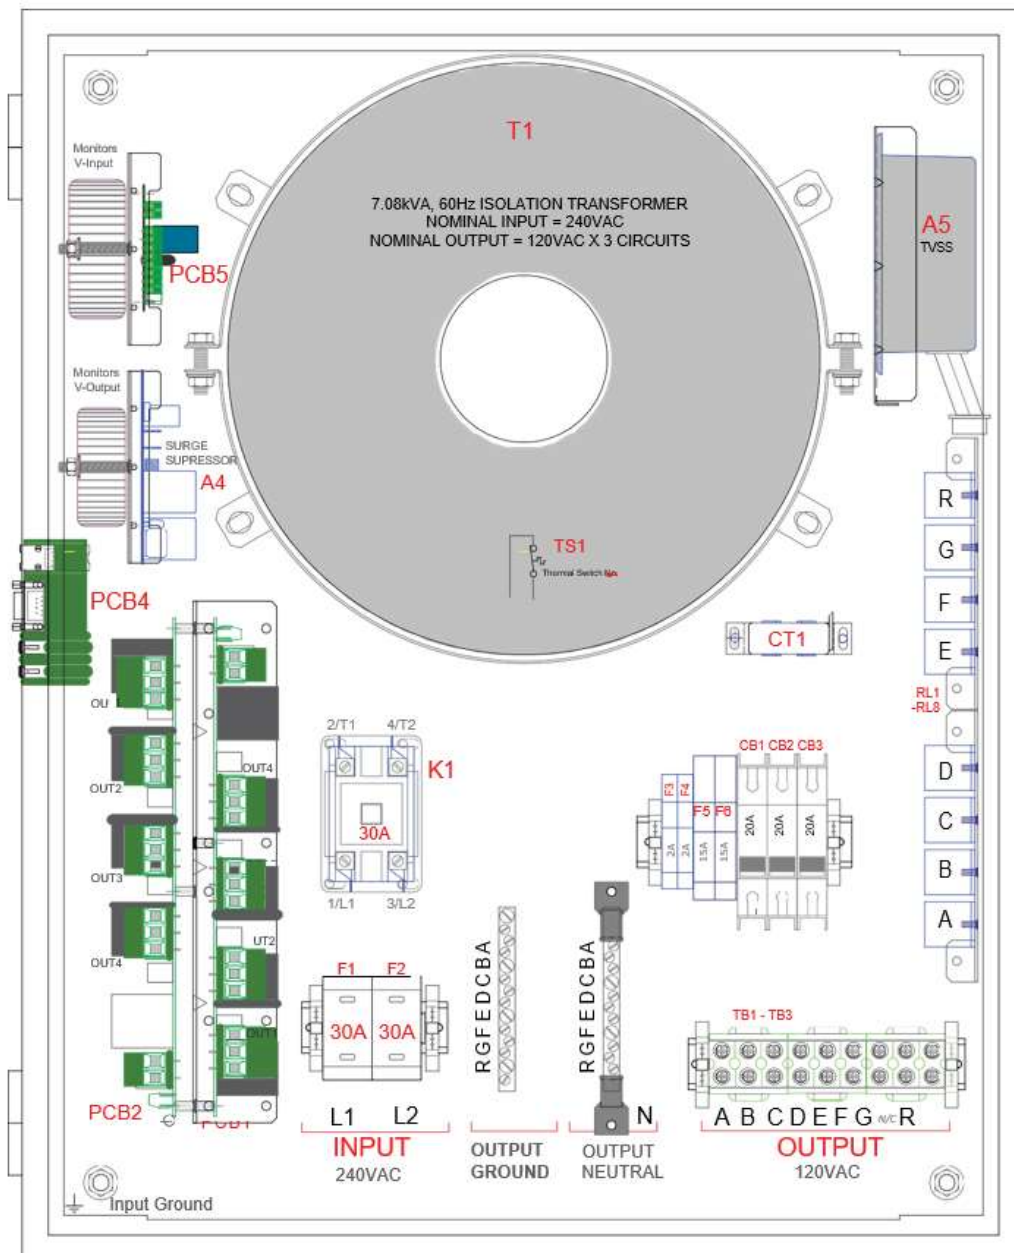 T1
7.08kVA, 60Hz ISOLATION TRANSFORMER
NOMINAL INPUT = 240VAC
NOMINAL OUTPUT = 120VAC X 3 CIRCUITS
Monitors
V-Input
PCB5
A5
TVSS
Monitors
V-Output
SURGE
SUPRESSOR
A4
TS1
Thermal Switch
PCB4
CT1
R
G
F
E
RL1
-RL8
D
C
B
A
OUT2
OUT3
OUT4
OUT4
UT2
OUT1
PCB2
PCB1
2/T1
4/T2
K1
30A
1/L1
3/L2
CB1
CB2
CB3
F3
F4
F5
F6
2A
2A
15A
15A
20A
20A
20A
F1
F2
30A
30A
L1
L2
INPUT
240VAC
RGFEDCBA
OUTPUT
GROUND
RGFEDCBA
N
OUTPUT
NEUTRAL
TB1 - TB3
A B C D E F G N/C R
OUTPUT
120VAC
Input Ground